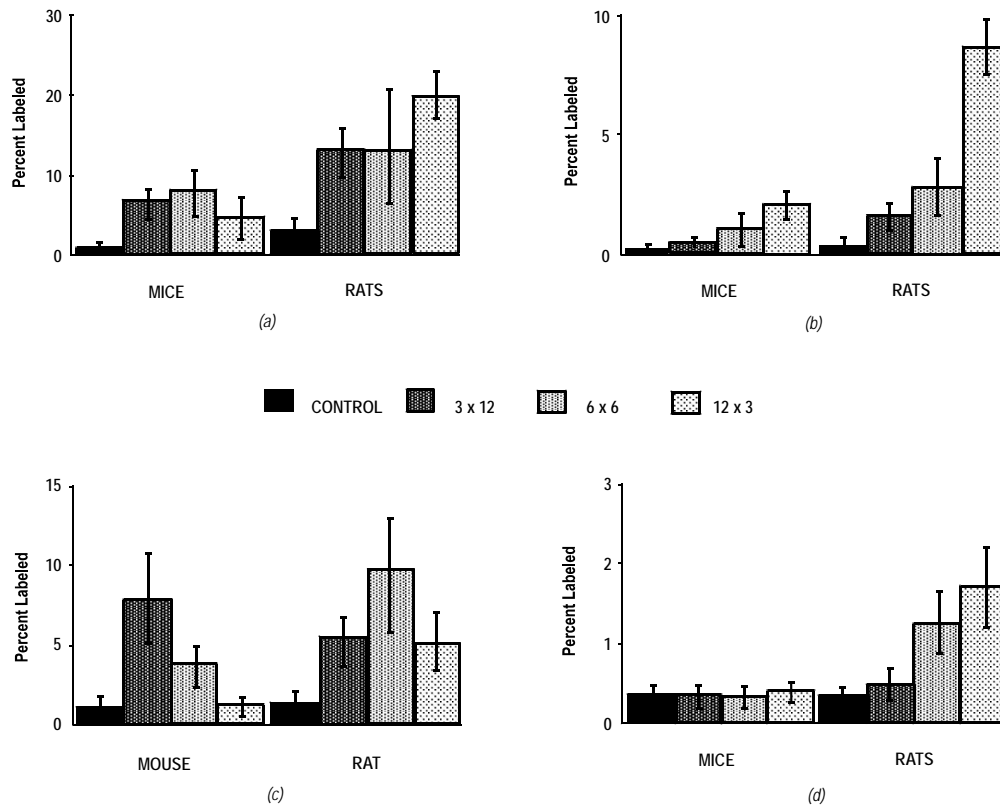 30
20
10
0
Percent Labeled
MICE
RATS
(a)
10
5
0
Percent Labeled
MICE
RATS
(b)
CONTROL
3 x 12
6 x 6
12 x 3
15
10
5
0
Percent Labeled
MOUSE
RAT
(c)
3
2
1
0
Percent Labeled
MICE
RATS
(d)